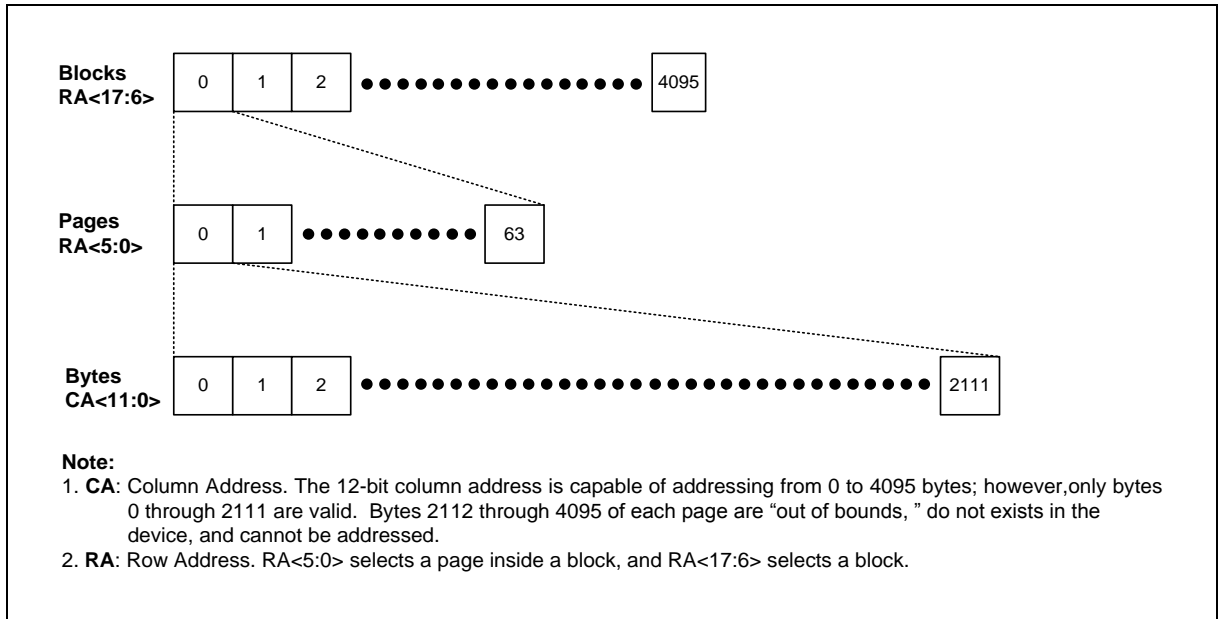 Blocks
RA<17:6>
0 1 2 4095
Pages
RA<5:0>
0 1 63
Bytes
CA<11:0>
0 1 2 2111
Note:
1. CA: Column Address. The 12-bit column address is capable of addressing from 0 to 4095 bytes; however,only bytes
0 through 2111 are valid. Bytes 2112 through 4095 of each page are “out of bounds, ” do not exists in the
device, and cannot be addressed.
2. RA: Row Address. RA<5:0> selects a page inside a block, and RA<17:6> selects a block.